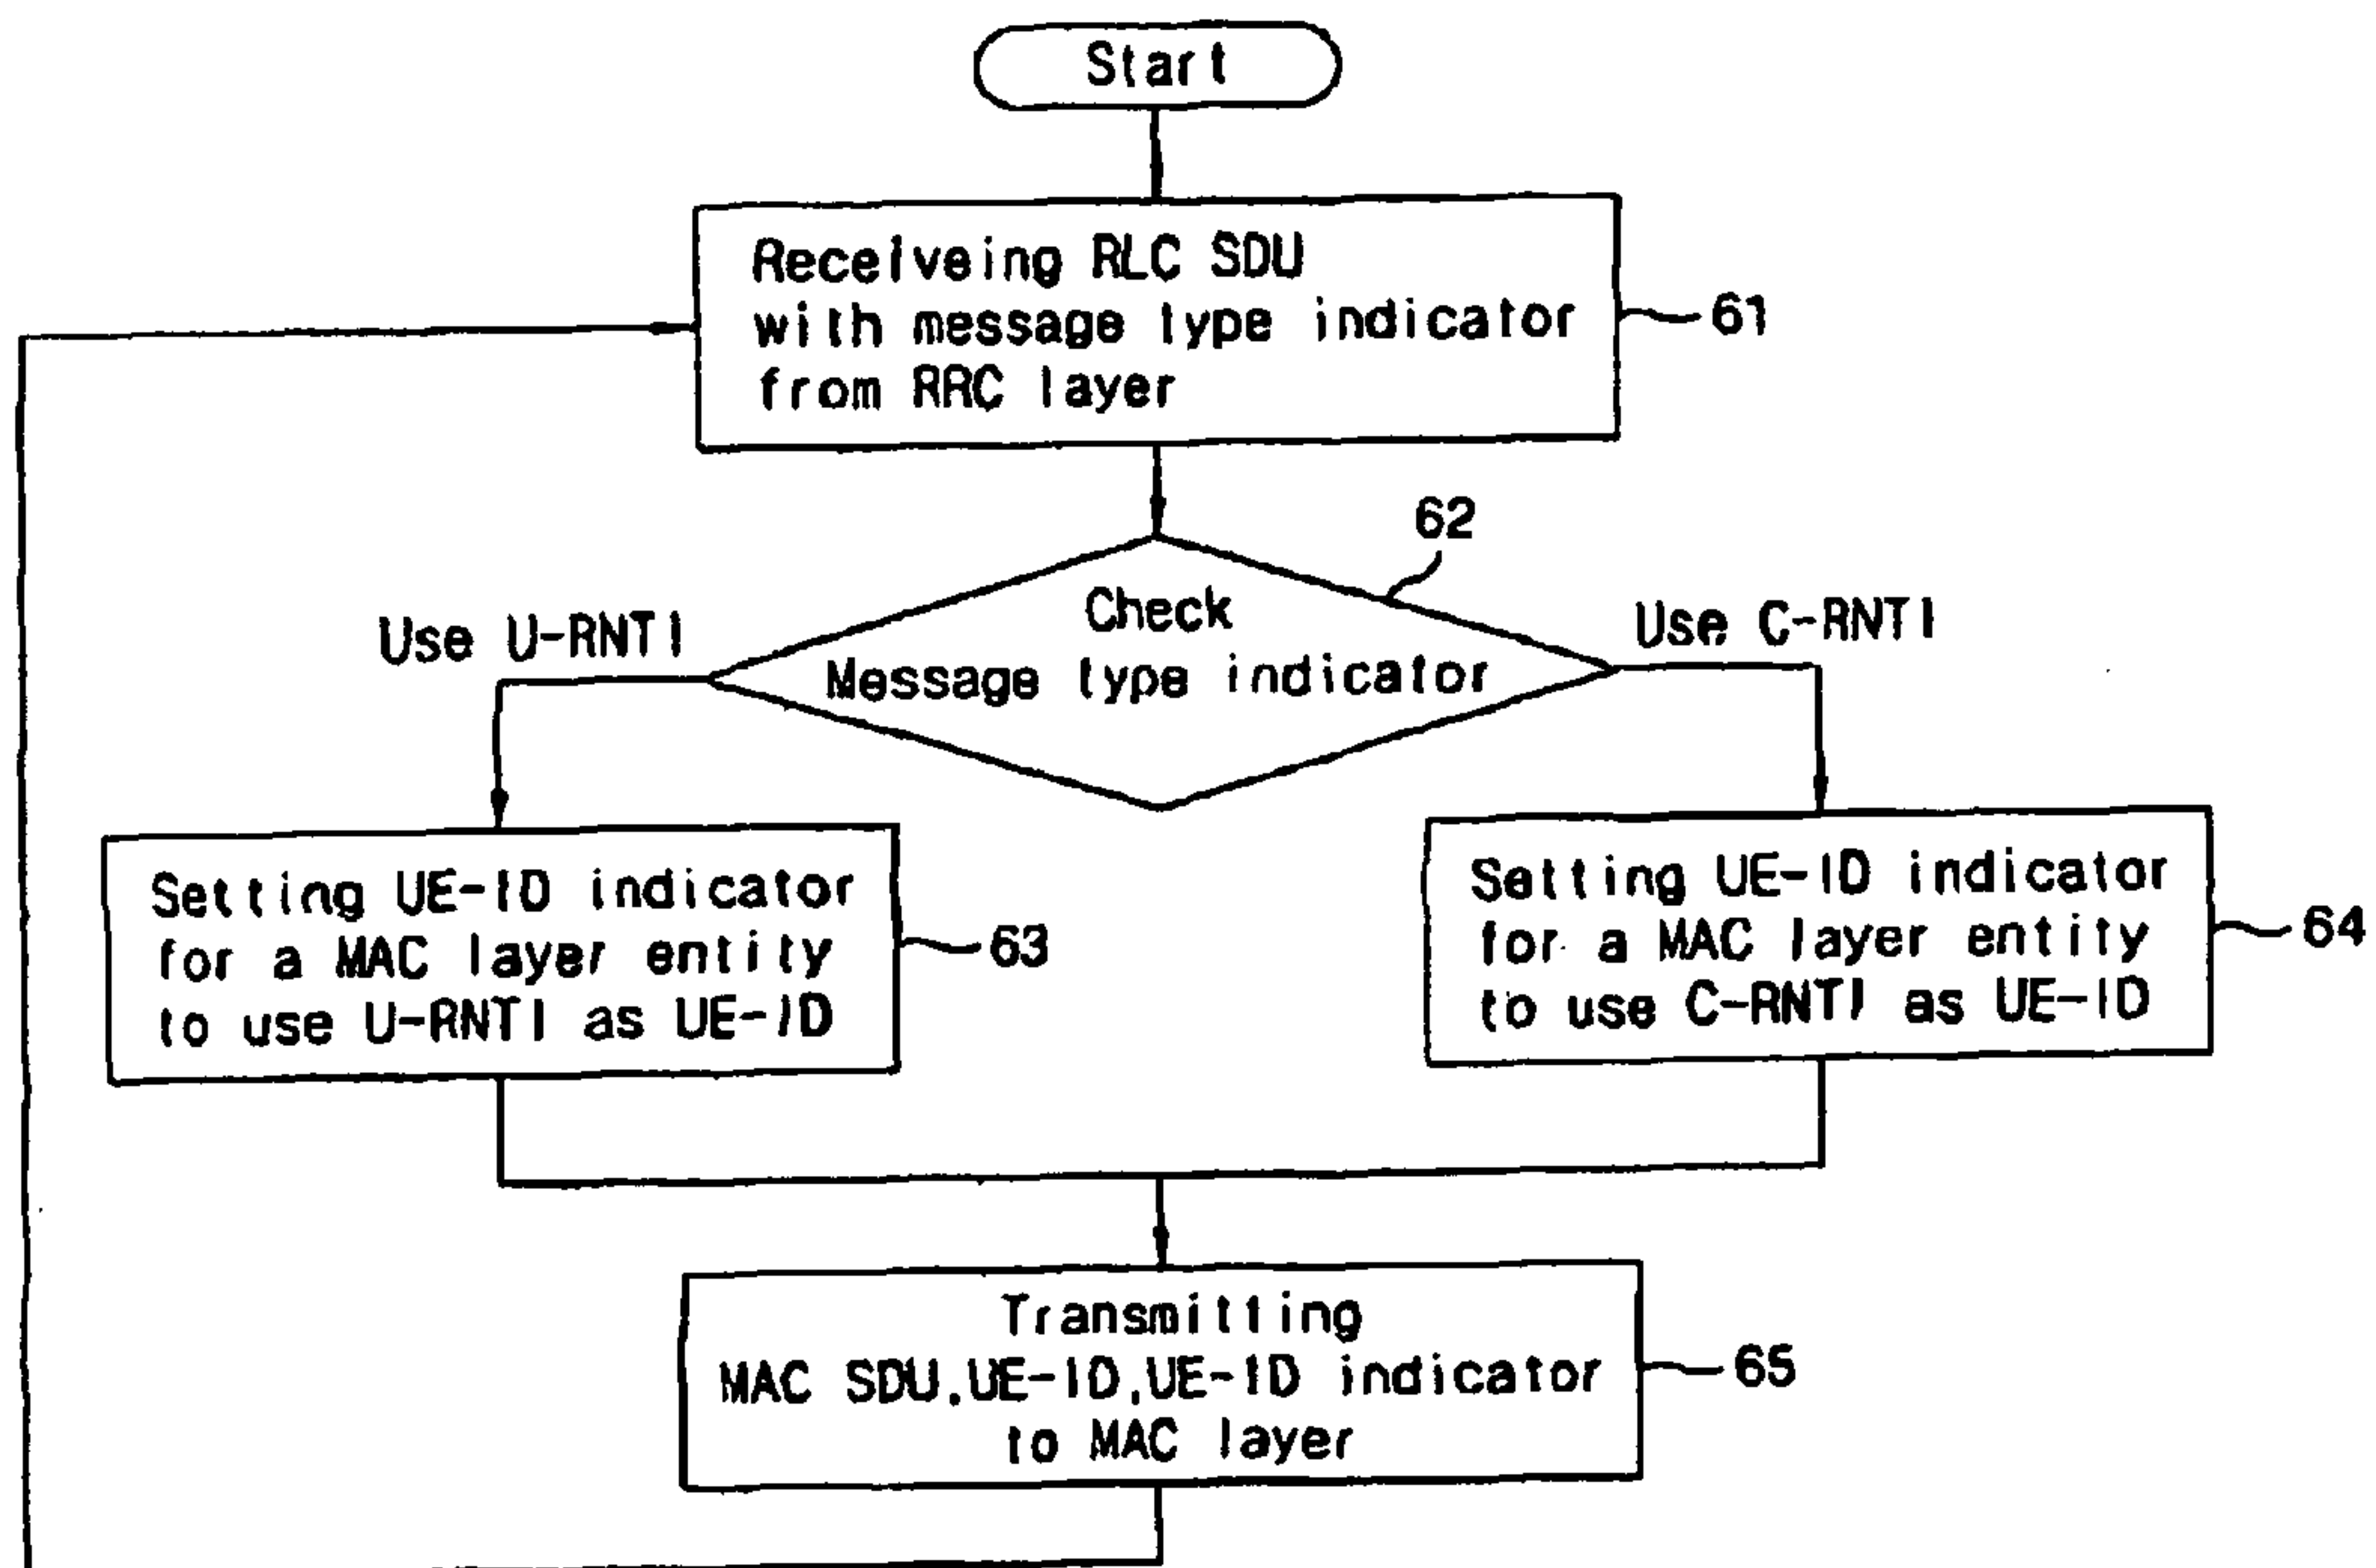 Start
Receiveing RLC SDU
with message type indicator
from RRC layer
61
62
Check
Message type indicator
Use U-RNTI
Use C-RNTI
Setting UE-ID indicator
for a MAC layer entity
to use U-RNTI as UE-ID
63
Setting UE-ID indicator
for a MAC layer entity
to use C-RNTI as UE-ID
64
Transmitting
MAC SDU,UE-ID,UE-ID indicator
to MAC layer
65